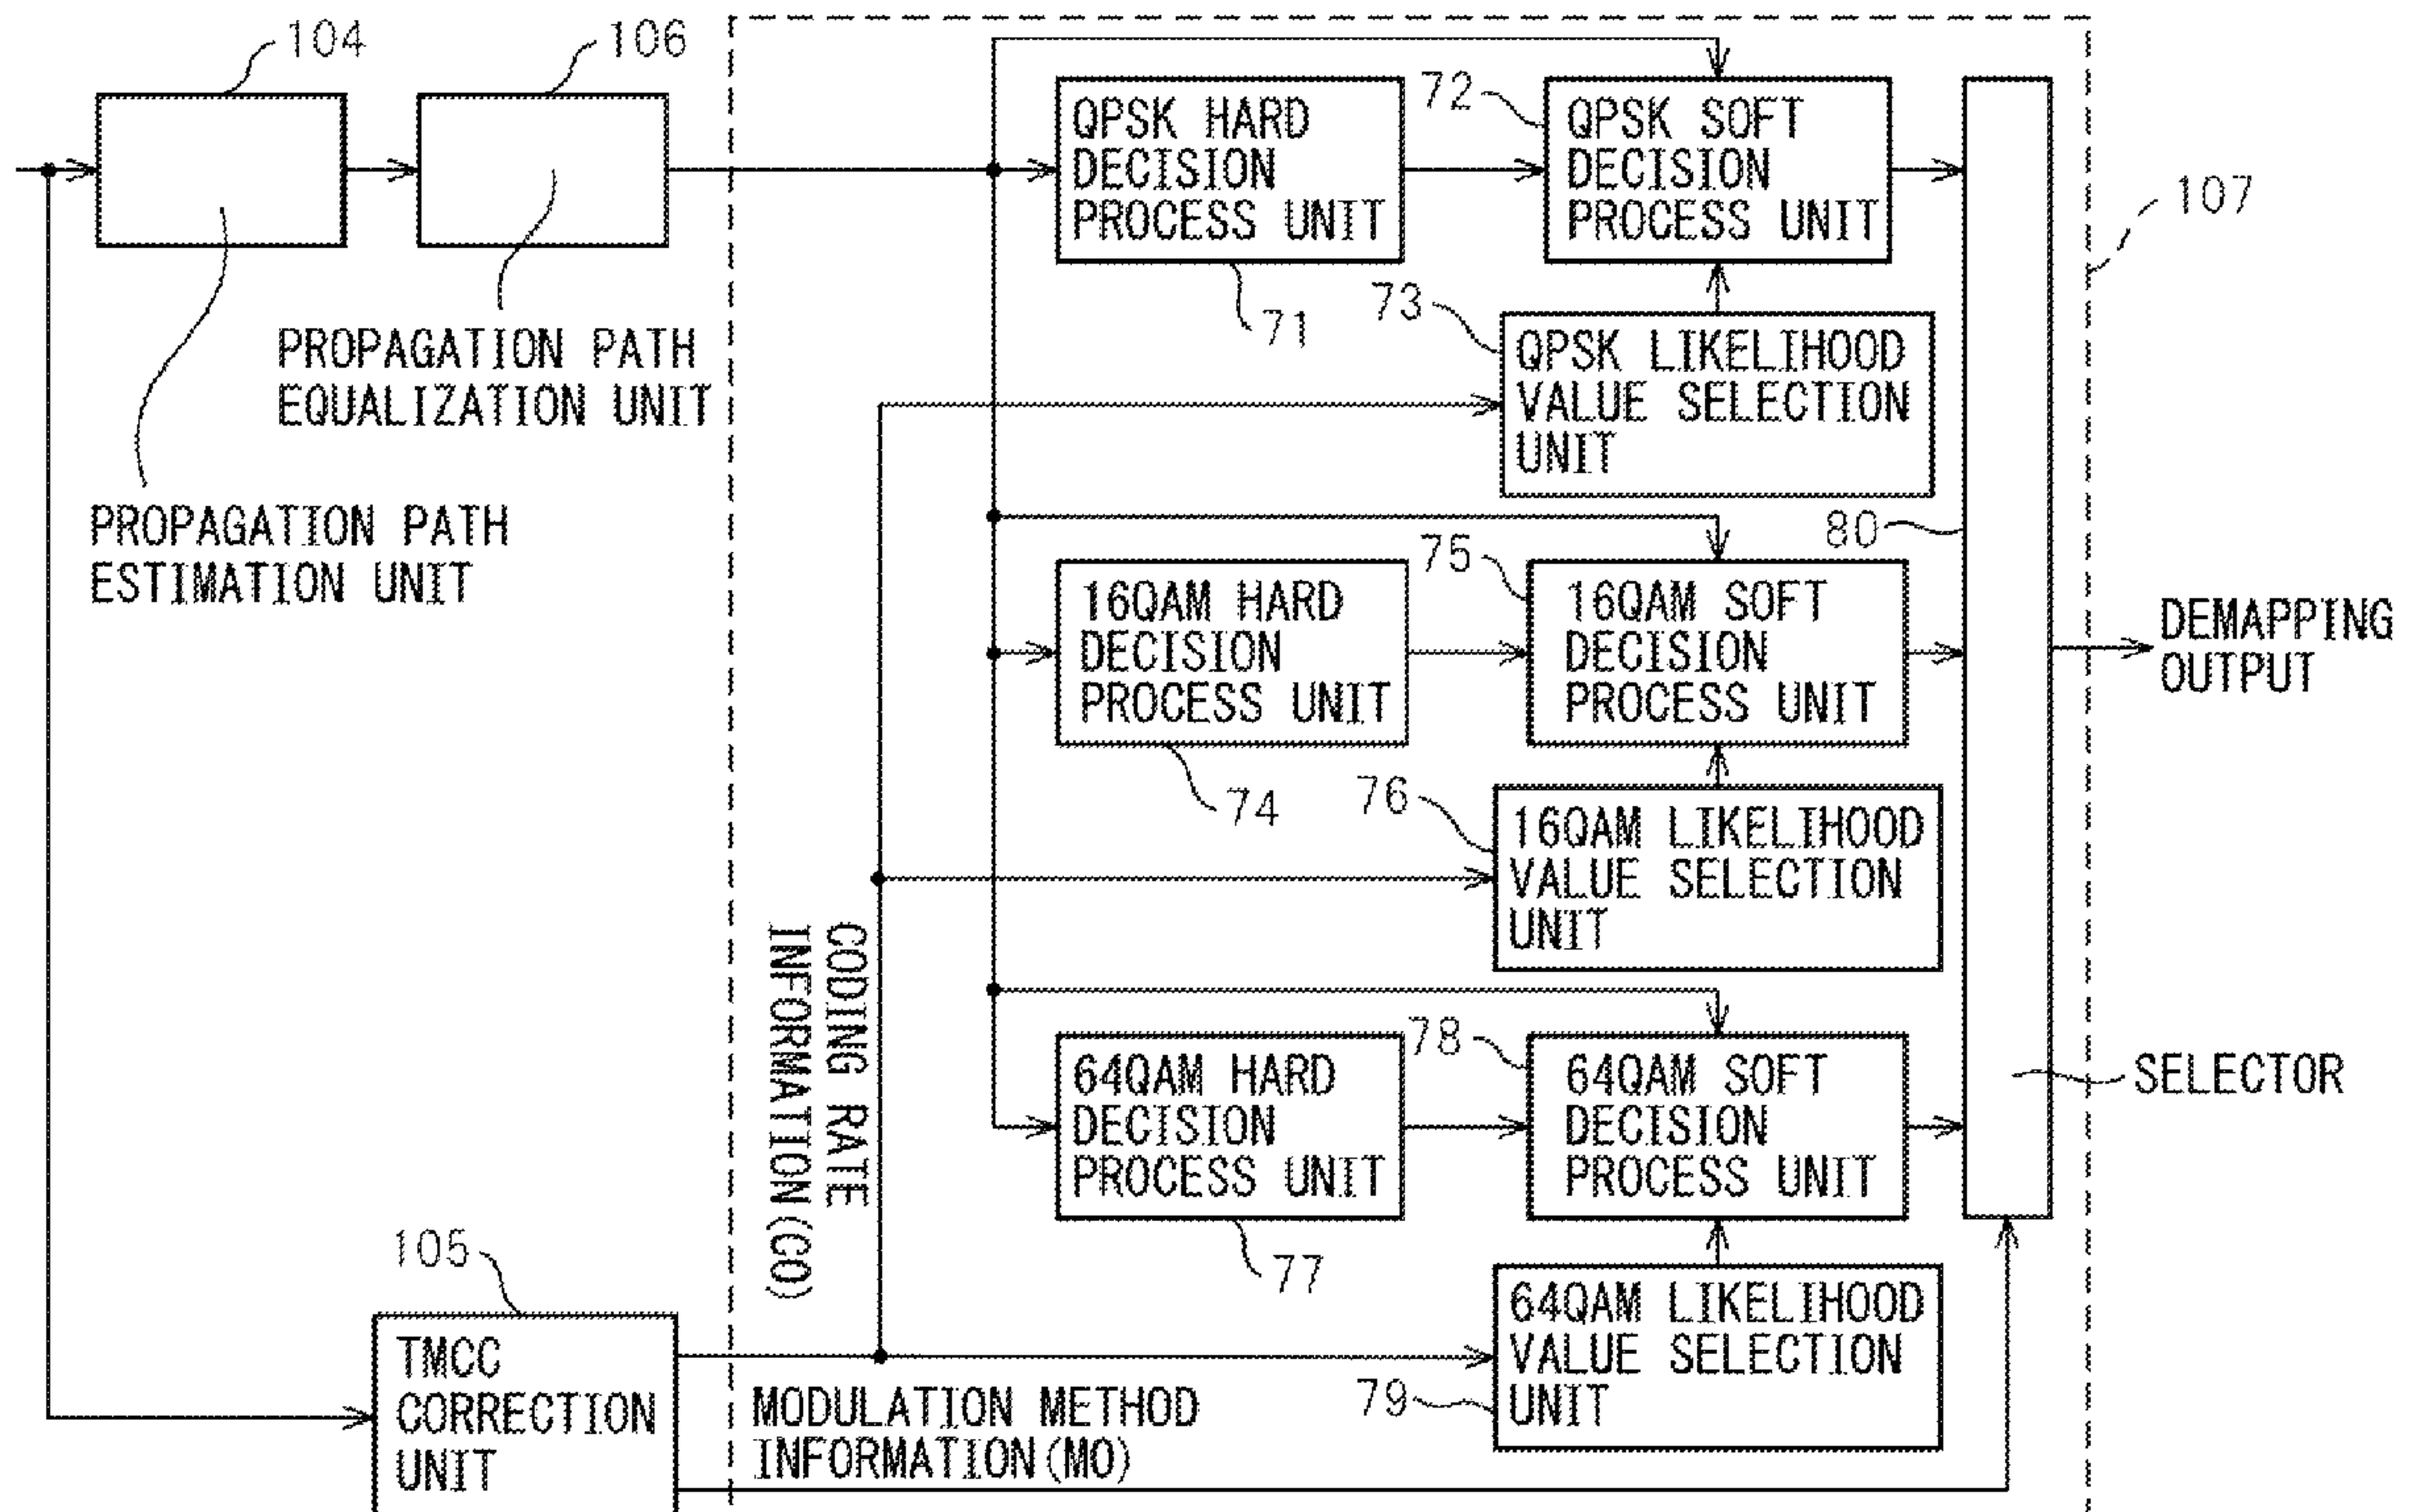 104
106
72
QPSK HARD
DECISION
PROCESS UNIT
QPSK SOFT
DECISION
PROCESS UNIT
107
71
73
PROPAGATION PATH
EQUALIZATION UNIT
QPSK LIKELIHOOD
VALUE SELECTION
UNIT
PROPAGATION PATH
ESTIMATION UNIT
80
75
16QAM HARD
DECISION
PROCESS UNIT
16QAM SOFT
DECISION
PROCESS UNIT
DEMAPPING
OUTPUT
74
76
16QAM LIKELIHOOD
VALUE SELECTION
UNIT
CODING RATE
INFORMATION(CO)
78
64QAM HARD
DECISION
PROCESS UNIT
64QAM SOFT
DECISION
PROCESS UNIT
SELECTOR
105
77
64QAM LIKELIHOOD
VALUE SELECTION
UNIT
79
TMCC
CORRECTION
UNIT
MODULATION METHOD
INFORMATION(MO)